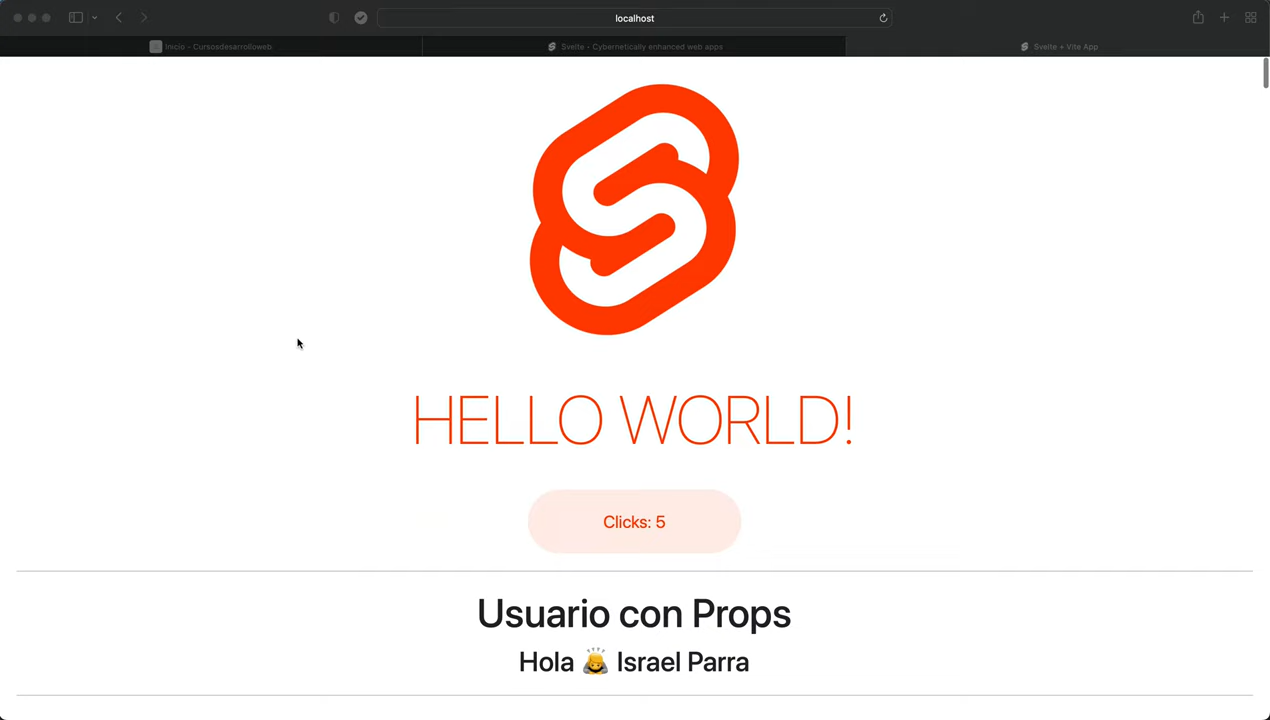 localhost
Inicio - Cursosdesarrolloweb
Svelte - Cybernetically enhanced web apps
Svelte + Vite App
HELLO WORLD!
Clicks: 5
Usuario con Props
Hola 🙇 Israel Parra